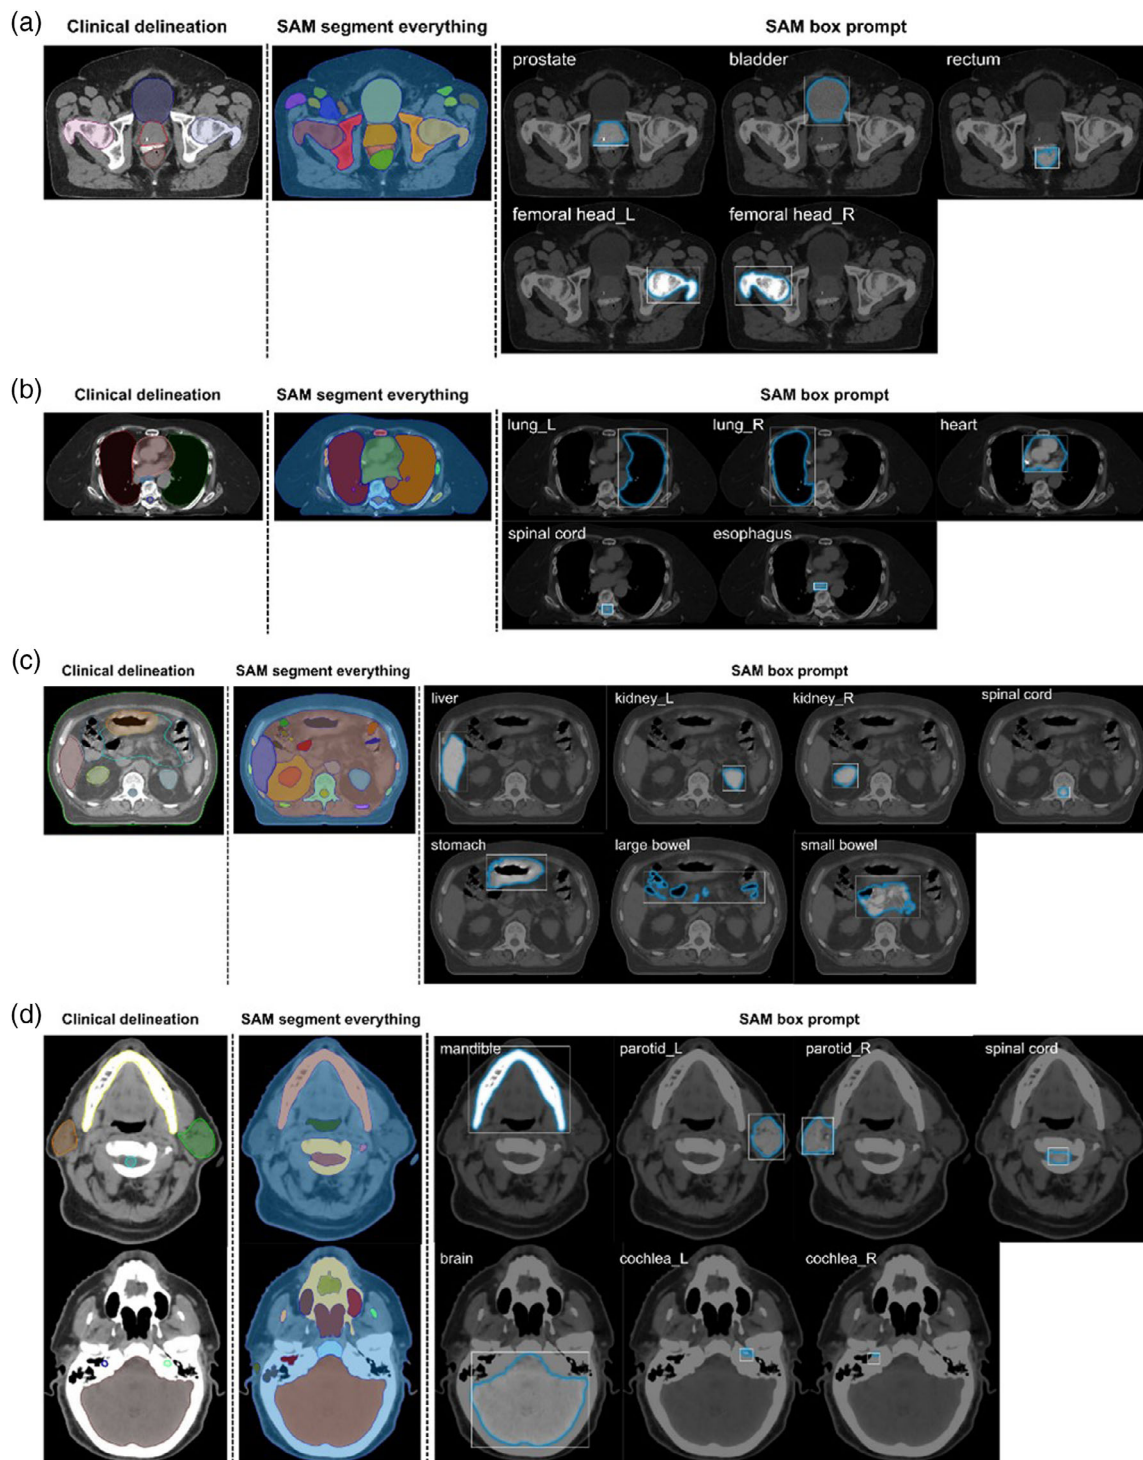 (a)
Clinical delineation SAM segment everything SAM box prompt
prostate bladder rectum
femoral head_L femoral head_R
(b)
Clinical delineation SAM segment everything SAM box prompt
lung_L lung_R heart
spinal cord esophagus
(c)
Clinical delineation SAM segment everything SAM box prompt
liver kidney_L kidney_R spinal cord
stomach large bowel small bowel
(d)
Clinical delineation SAM segment everything SAM box prompt
mandible parotid_L parotid_R spinal cord
brain cochlea_L cochlea_R